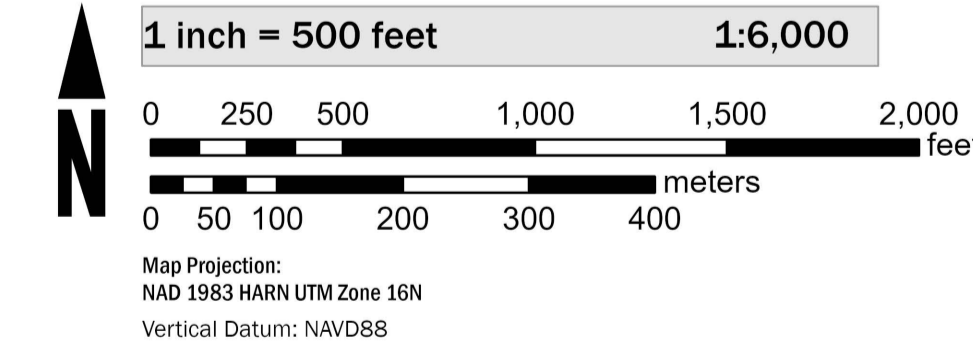 1 inch = 500 feet 1:6,000
0 250 500 1,000 1,500 2,000
feet
meters
0 50 100 200 300 400
N
Map Projection:
NAD 1983 HARN UTM Zone 16N
Vertical Datum: NAVD88